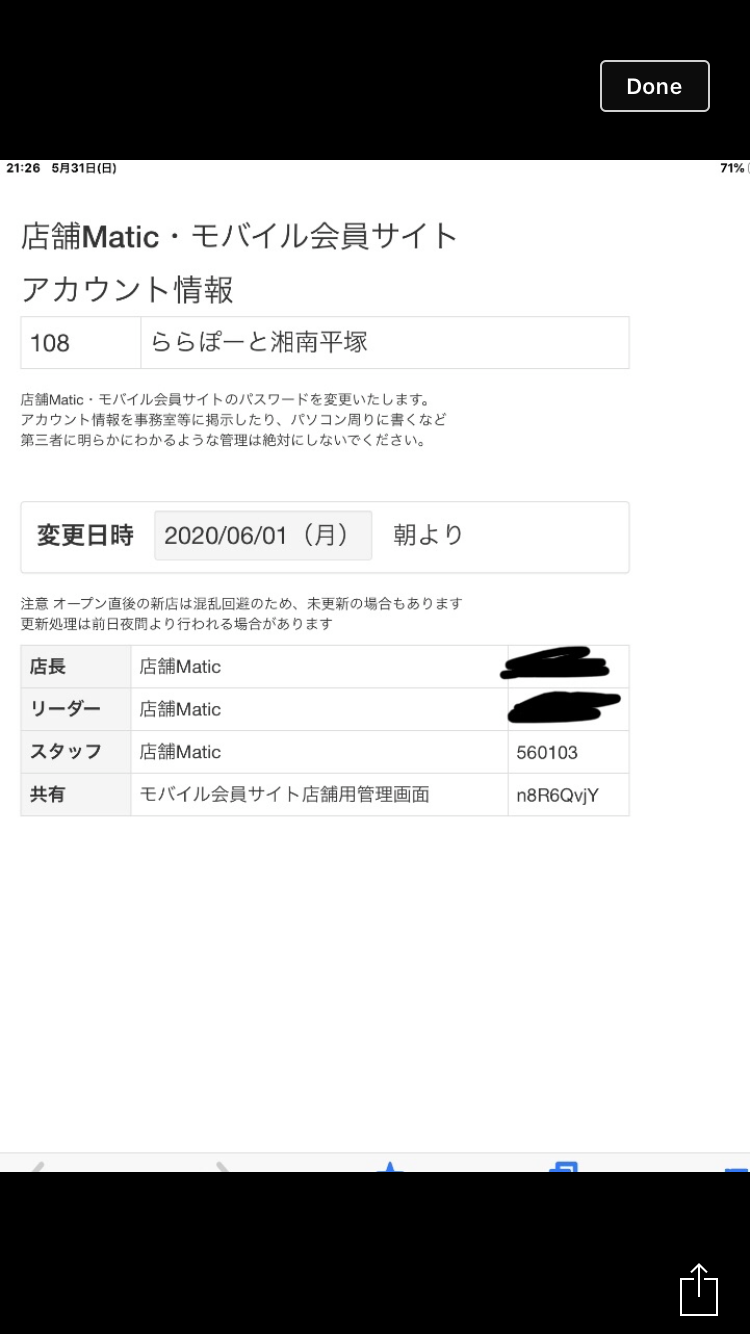 Done
21:26 5月31日(日)
71%
店舗Matic・モバイル会員サイト
アカウント情報
108 ららぽーと湘南平塚
店舗Matic・モバイル会員サイトのパスワードを変更いたします。
アカウント情報を事務室等に掲示したり、パソコン周りに書くなど
第三者に明らかにわかるような管理は絶対にしないでください。
変更日時 2020/06/01（月） 朝より
注意 オープン直後の新店は混乱回避のため、未更新の場合もあります
更新処理は前日夜間より行われる場合があります
店長 店舗Matic
リーダー 店舗Matic
スタッフ 店舗Matic 560103
共有 モバイル会員サイト店舗用管理画面 n8R6QvjY